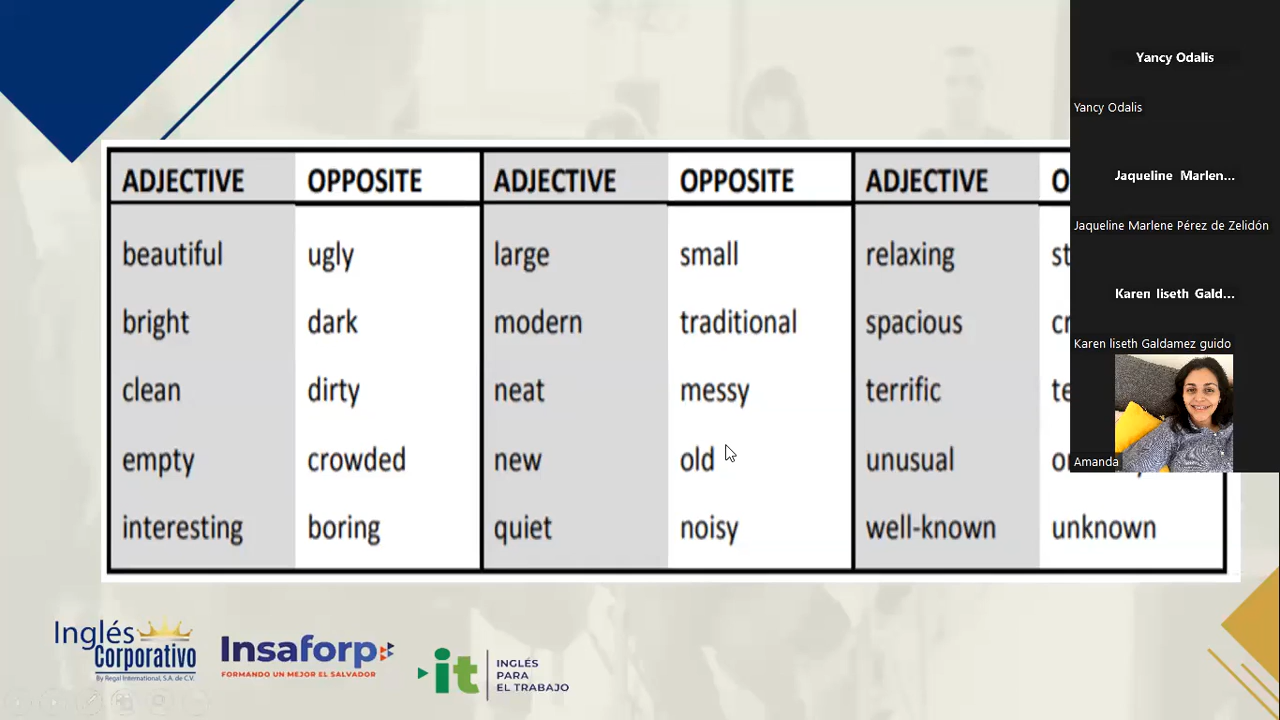 ADJECTIVE OPPOSITE ADJECTIVE OPPOSITE ADJECTIVE
beautiful ugly large small relaxing
bright dark modern traditional spacious
clean dirty neat messy terrific
empty crowded new old unusual
interesting boring quiet noisy well-known unknown
Yancy Odalis
Yancy Odalis
Jaqueline Marlen...
Jaqueline Marlene Pérez de Zelidón
Karen liseth Gald...
Karen liseth Galdamez guido
Amanda
Inglés
Corporativo
By Regal International, S.A. de C.V.
Insaforp
FORMANDO UN MEJOR EL SALVADOR
it
INGLÉS
PARA
EL TRABAJO